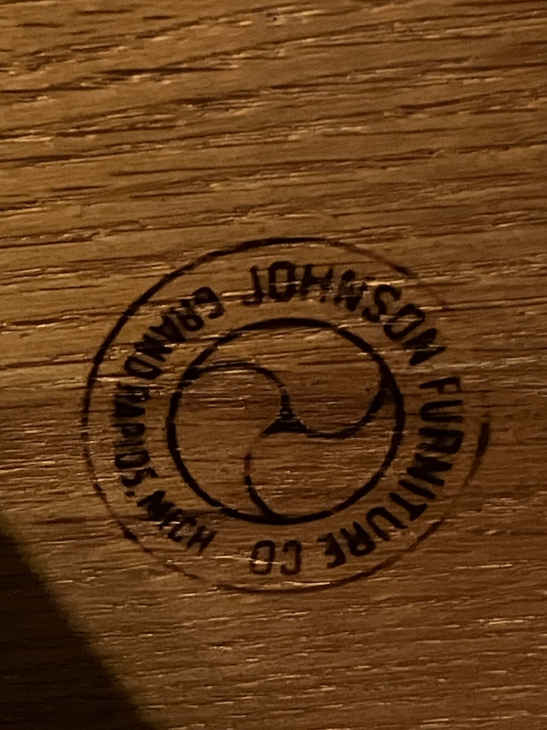 JOHNSON FURNITURE CO
GRAND RAPIDS, MICH